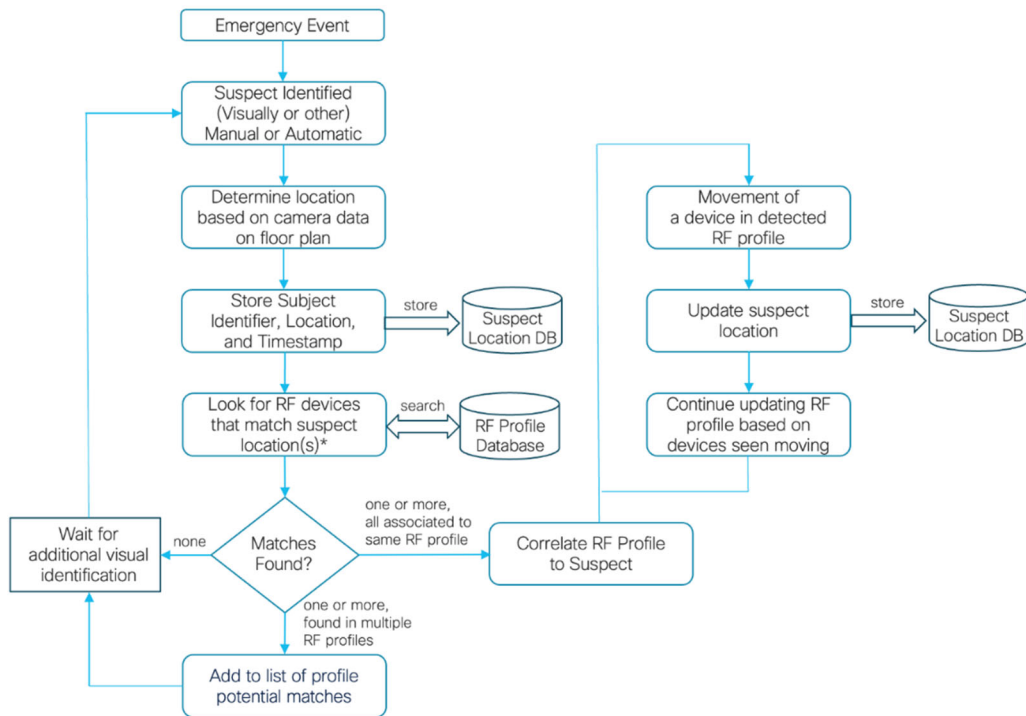 Emergency Event
Suspect Identified
(Visually or other)
Manual or Automatic
Determine location
based on camera data
on floor plan
Store Subject
Identifier, Location,
and Timestamp
store
Suspect
Location DB
Look for RF devices
that match suspect
location(s)*
search
RF Profile
Database
Matches
Found?
none
Wait for
additional visual
identification
one or more,
found in multiple
RF profiles
Add to list of profile
potential matches
one or more,
all associated to
same RF profile
Correlate RF Profile
to Suspect
Movement of
a device in detected
RF profile
Update suspect
location
store
Suspect
Location DB
Continue updating RF
profile based on
devices seen moving